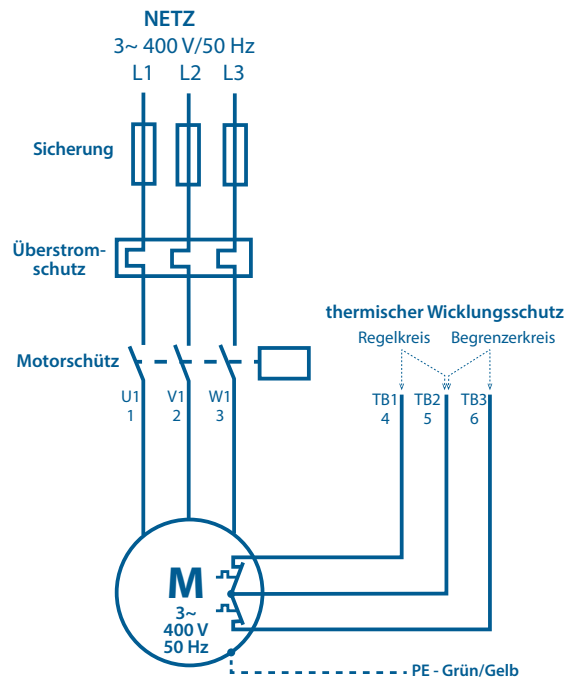 NETZ
3~ 400 V/50 Hz
L1 L2 L3
Sicherung
Überstrom-
schutz
thermischer Wicklungsschutz
Regelkreis Begrenzerkreis
Motorschütz
U1 V1 W1
1 2 3
TB1 TB2 TB3
4 5 6
M
3~
400 V
50 Hz
PE - Grün/Gelb